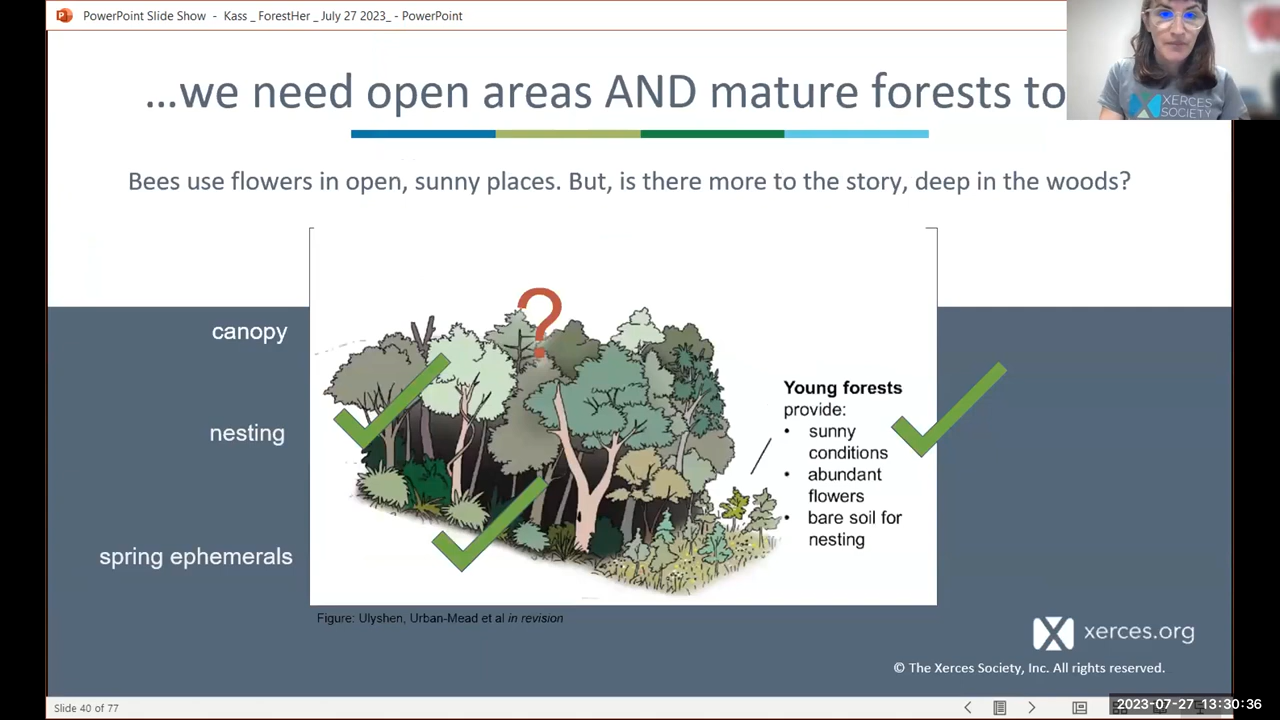 PowerPoint Slide Show - Kass _ ForestHer _ July 27 2023_ - PowerPoint
…we need open areas AND mature forests to
XERCES
SOCIETY
Bees use flowers in open, sunny places. But, is there more to the story, deep in the woods?
?
canopy
nesting
spring ephemerals
Young forests
provide:
• sunny
conditions
• abundant
flowers
• bare soil for
nesting
Figure: Ulyshen, Urban-Mead et al in revision
xerces.org
© The Xerces Society, Inc. All rights reserved.
Slide 40 of 77
2023-07-27 13:30:36